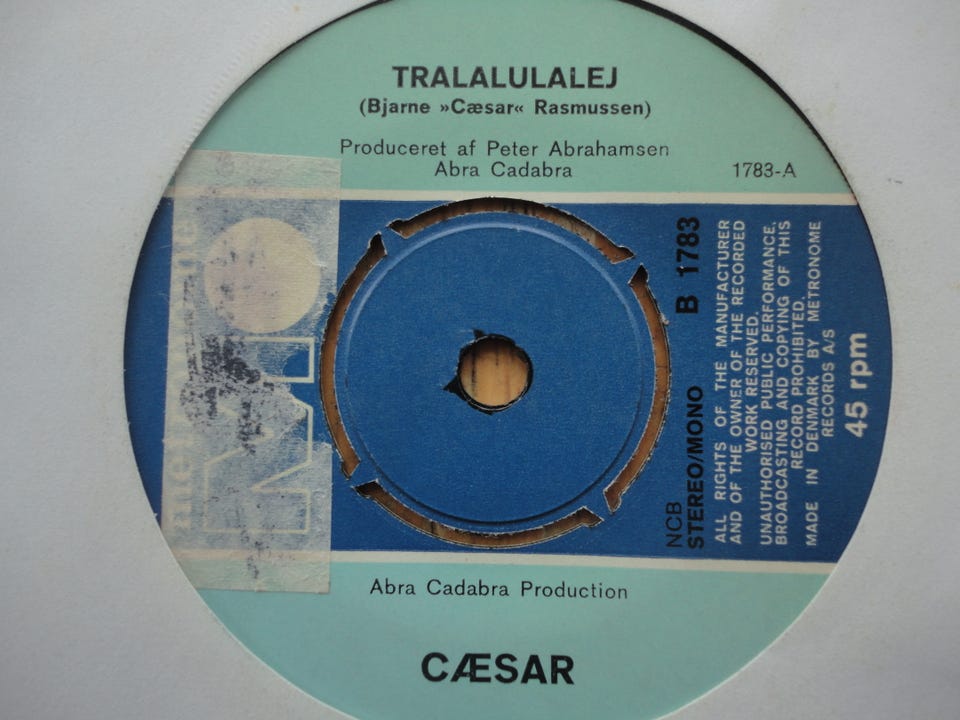 TRALALULALEJ
(Bjarne »Cæsar« Rasmussen)
Produceret af Peter Abrahamsen
Abra Cadabra
1783-A
metronome
M
B 1783
NCB
STEREO/MONO
ALL RIGHTS OF THE MANUFACTURER
AND OF THE OWNER OF THE RECORDED
WORK RESERVED.
UNAUTHORISED PUBLIC PERFORMANCE,
BROADCASTING AND COPYING OF THIS
RECORD PROHIBITED.
MADE IN DENMARK BY METRONOME
RECORDS A/S
45 rpm
Abra Cadabra Production
CÆSAR